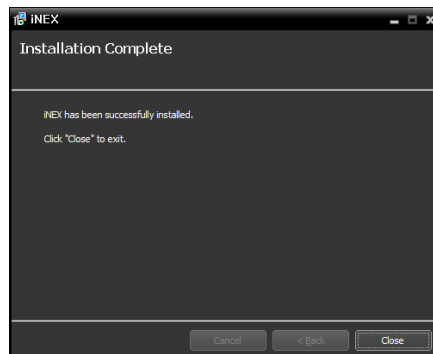 iNEX
Installation Complete
iNEX has been successfully installed.
Click "Close" to exit.
Cancel
< Back
Close